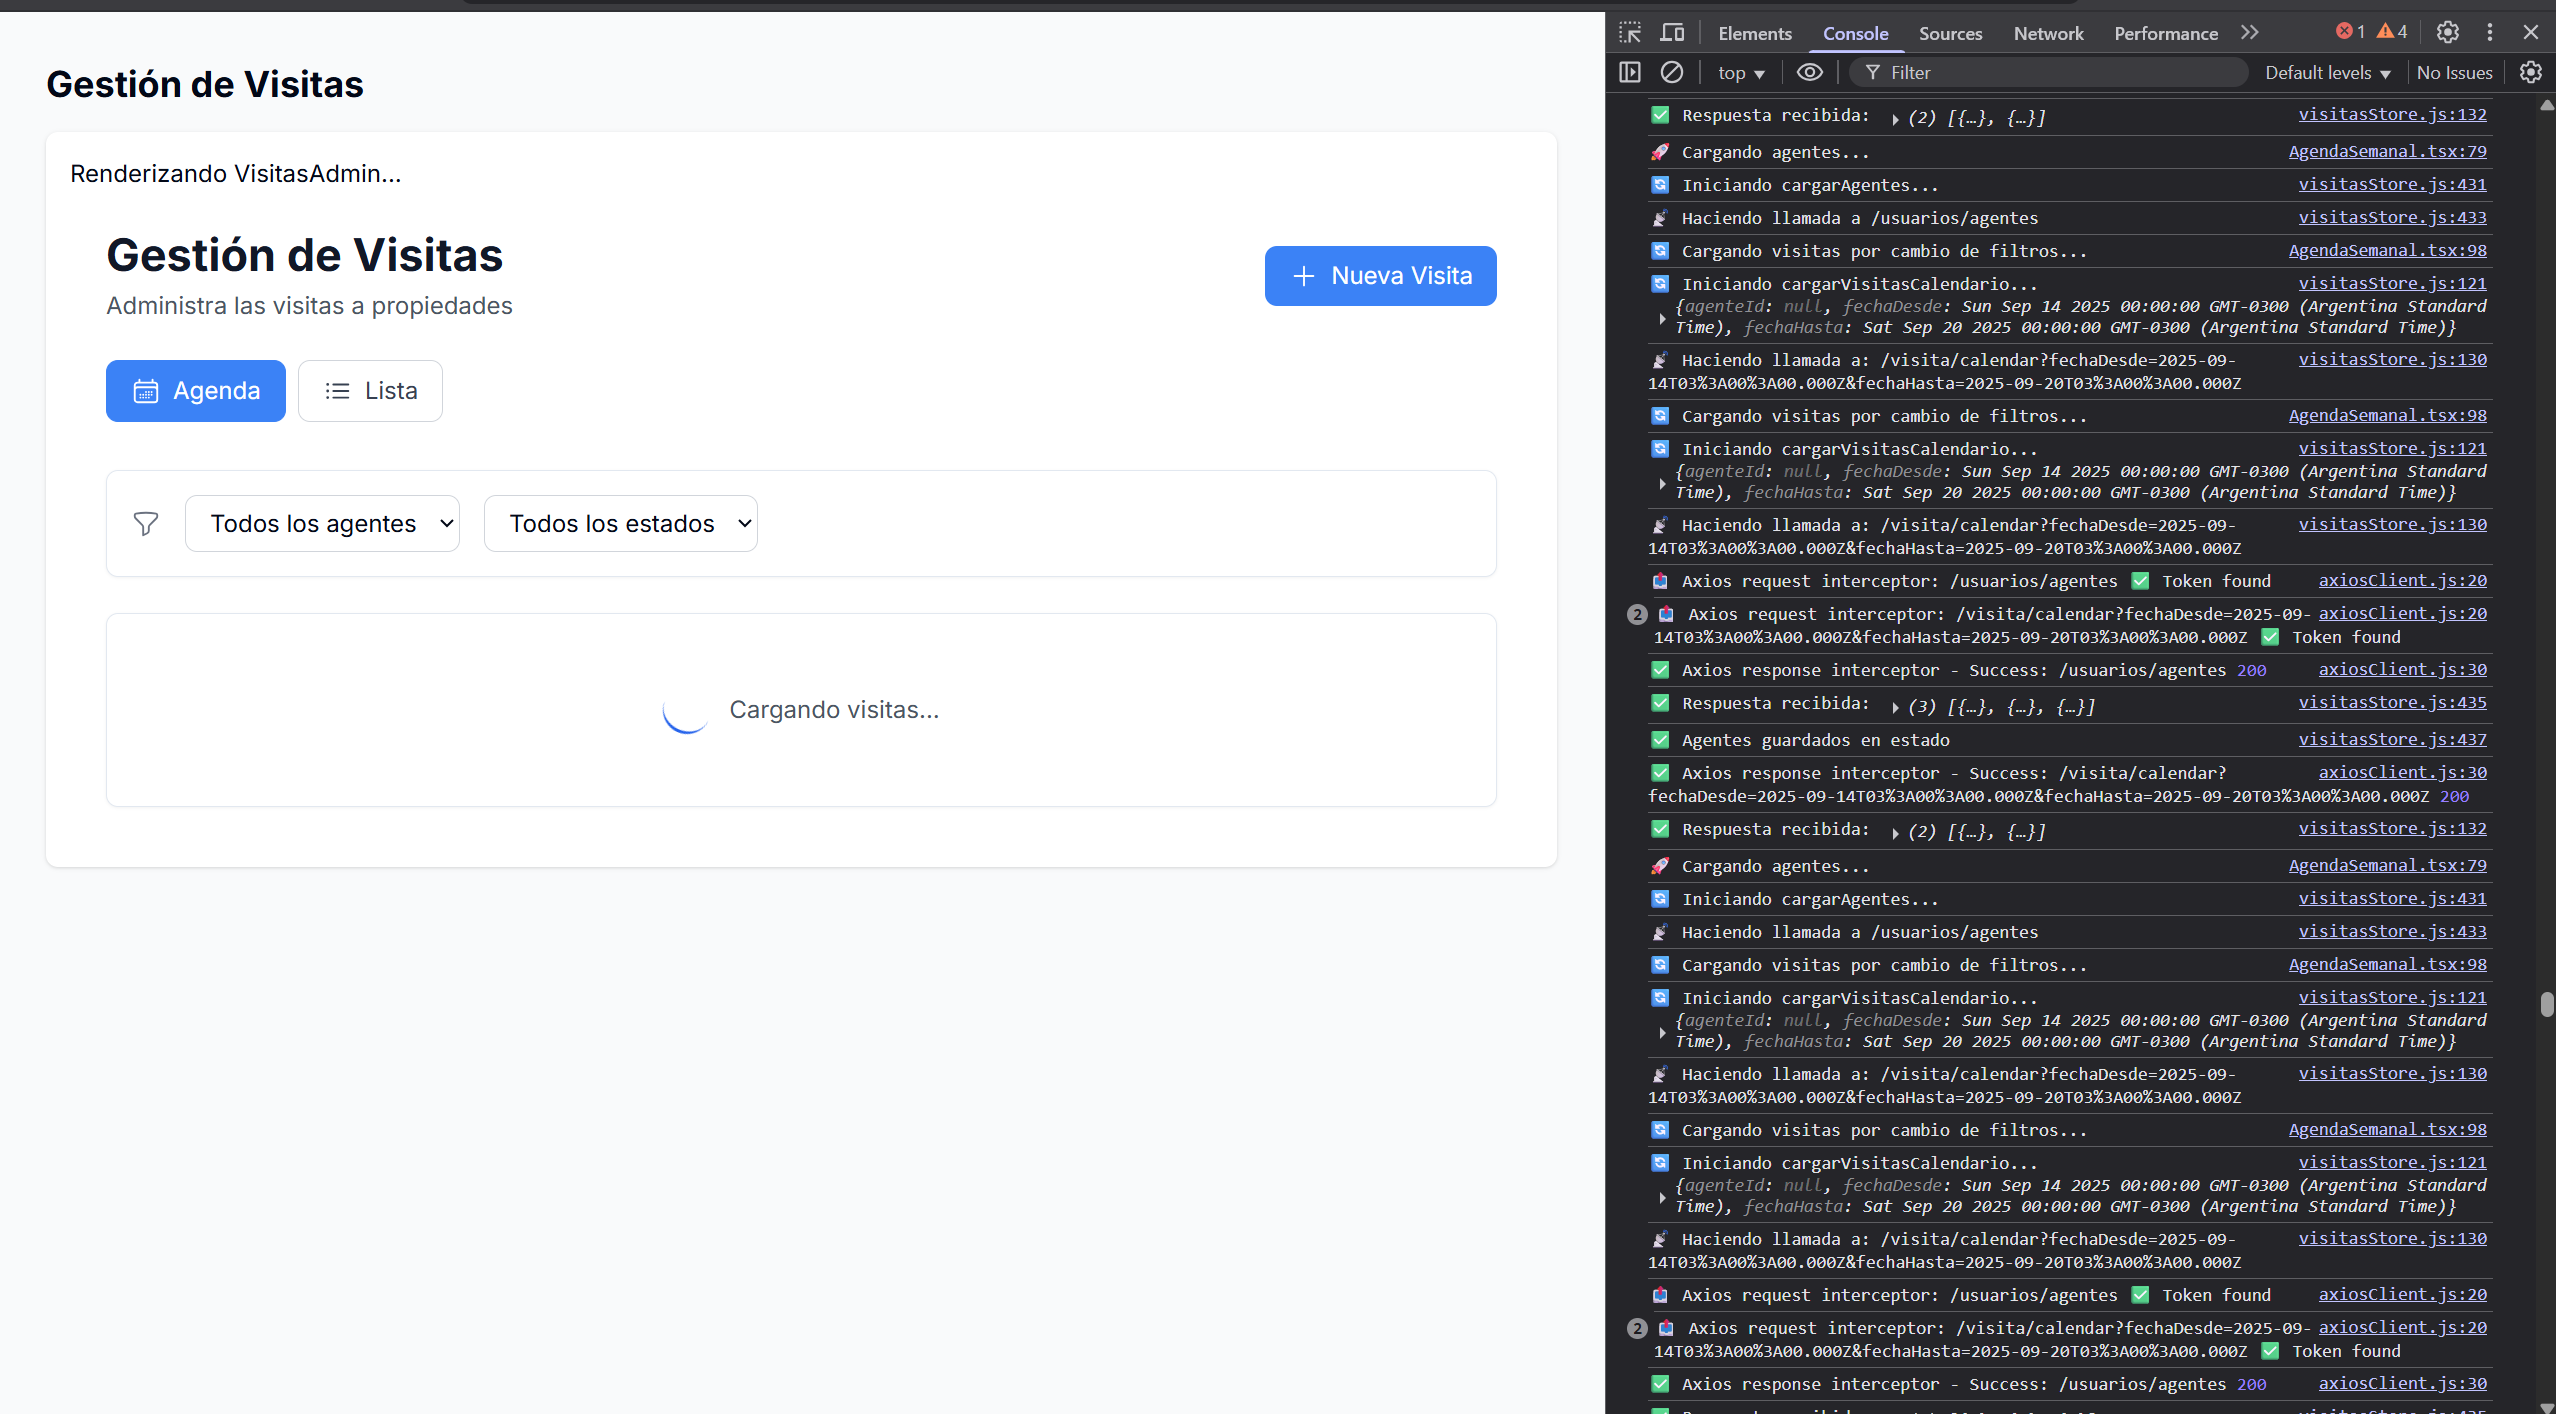 Gestión de Visitas
Renderizando VisitasAdmin...
Gestión de Visitas
Administra las visitas a propiedades
Nueva Visita
Agenda
Lista
Todos los agentes
Todos los estados
Cargando visitas...
Elements Console Sources Network Performance 1 4
top Filter Default levels No Issues
Respuesta recibida: (2) [{…}, {…}] visitasStore.js:132
Cargando agentes... AgendaSemanal.tsx:79
Iniciando cargarAgentes... visitasStore.js:431
Haciendo llamada a /usuarios/agentes visitasStore.js:433
Cargando visitas por cambio de filtros... AgendaSemanal.tsx:98
Iniciando cargarVisitasCalendario... visitasStore.js:121
{agenteId: null, fechaDesde: Sun Sep 14 2025 00:00:00 GMT-0300 (Argentina Standard
Time), fechaHasta: Sat Sep 20 2025 00:00:00 GMT-0300 (Argentina Standard Time)}
Haciendo llamada a: /visita/calendar?fechaDesde=2025-09- visitasStore.js:130
14T03%3A00%3A00.000Z&fechaHasta=2025-09-20T03%3A00%3A00.000Z
Cargando visitas por cambio de filtros... AgendaSemanal.tsx:98
Iniciando cargarVisitasCalendario... visitasStore.js:121
{agenteId: null, fechaDesde: Sun Sep 14 2025 00:00:00 GMT-0300 (Argentina Standard
Time), fechaHasta: Sat Sep 20 2025 00:00:00 GMT-0300 (Argentina Standard Time)}
Haciendo llamada a: /visita/calendar?fechaDesde=2025-09- visitasStore.js:130
14T03%3A00%3A00.000Z&fechaHasta=2025-09-20T03%3A00%3A00.000Z
Axios request interceptor: /usuarios/agentes ✅ Token found axiosClient.js:20
2 Axios request interceptor: /visita/calendar?fechaDesde=2025-09- axiosClient.js:20
14T03%3A00%3A00.000Z&fechaHasta=2025-09-20T03%3A00%3A00.000Z ✅ Token found
Axios response interceptor - Success: /usuarios/agentes 200 axiosClient.js:30
Respuesta recibida: (3) [{…}, {…}, {…}] visitasStore.js:435
Agentes guardados en estado visitasStore.js:437
Axios response interceptor - Success: /visita/calendar? axiosClient.js:30
fechaDesde=2025-09-14T03%3A00%3A00.000Z&fechaHasta=2025-09-20T03%3A00%3A00.000Z 200
Respuesta recibida: (2) [{…}, {…}] visitasStore.js:132
Cargando agentes... AgendaSemanal.tsx:79
Iniciando cargarAgentes... visitasStore.js:431
Haciendo llamada a /usuarios/agentes visitasStore.js:433
Cargando visitas por cambio de filtros... AgendaSemanal.tsx:98
Iniciando cargarVisitasCalendario... visitasStore.js:121
{agenteId: null, fechaDesde: Sun Sep 14 2025 00:00:00 GMT-0300 (Argentina Standard
Time), fechaHasta: Sat Sep 20 2025 00:00:00 GMT-0300 (Argentina Standard Time)}
Haciendo llamada a: /visita/calendar?fechaDesde=2025-09- visitasStore.js:130
14T03%3A00%3A00.000Z&fechaHasta=2025-09-20T03%3A00%3A00.000Z
Cargando visitas por cambio de filtros... AgendaSemanal.tsx:98
Iniciando cargarVisitasCalendario... visitasStore.js:121
{agenteId: null, fechaDesde: Sun Sep 14 2025 00:00:00 GMT-0300 (Argentina Standard
Time), fechaHasta: Sat Sep 20 2025 00:00:00 GMT-0300 (Argentina Standard Time)}
Haciendo llamada a: /visita/calendar?fechaDesde=2025-09- visitasStore.js:130
14T03%3A00%3A00.000Z&fechaHasta=2025-09-20T03%3A00%3A00.000Z
Axios request interceptor: /usuarios/agentes ✅ Token found axiosClient.js:20
2 Axios request interceptor: /visita/calendar?fechaDesde=2025-09- axiosClient.js:20
14T03%3A00%3A00.000Z&fechaHasta=2025-09-20T03%3A00%3A00.000Z ✅ Token found
Axios response interceptor - Success: /usuarios/agentes 200 axiosClient.js:30